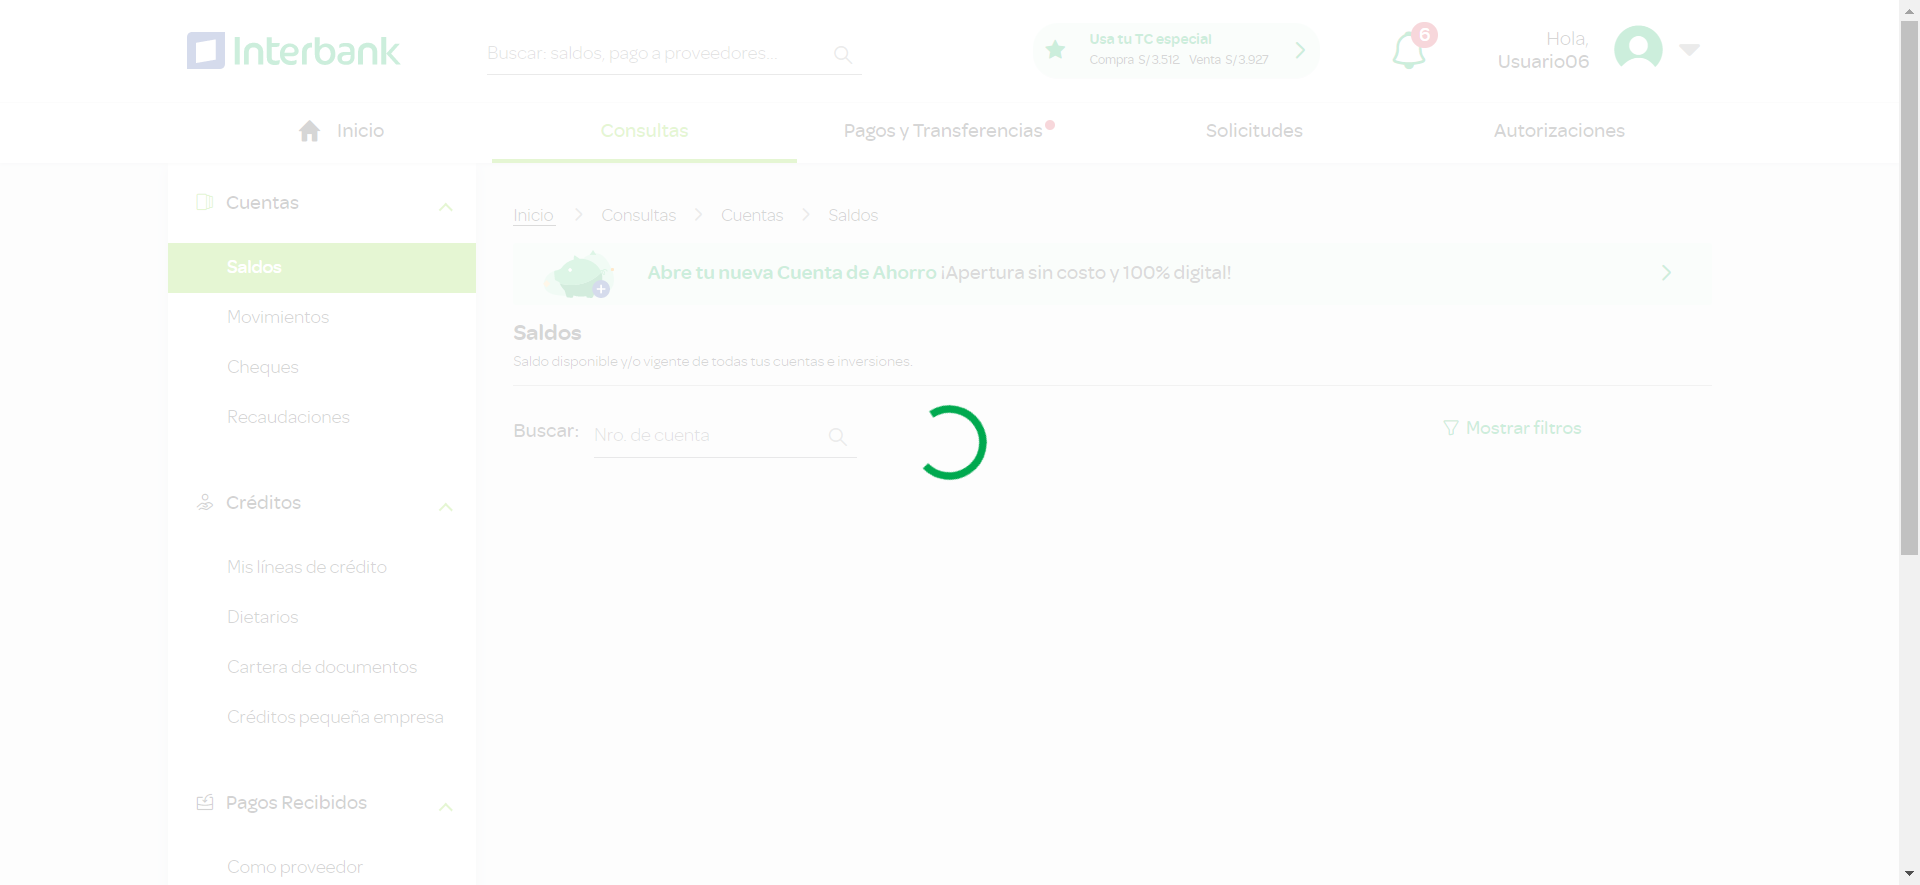 Interbank
Buscar: saldos, pago a proveedores...
Usa tu TC especial
Compra S/3.512 Venta S/3.927
6
Hola,
Usuario06
Inicio
Consultas
Pagos y Transferencias
Solicitudes
Autorizaciones
Cuentas
Saldos
Movimientos
Cheques
Recaudaciones
Créditos
Mis líneas de crédito
Dietarios
Cartera de documentos
Créditos pequeña empresa
Pagos Recibidos
Como proveedor
Inicio > Consultas > Cuentas > Saldos
Abre tu nueva Cuenta de Ahorro ¡Apertura sin costo y 100% digital!
Saldos
Saldo disponible y/o vigente de todas tus cuentas e inversiones.
Buscar: Nro. de cuenta
Mostrar filtros